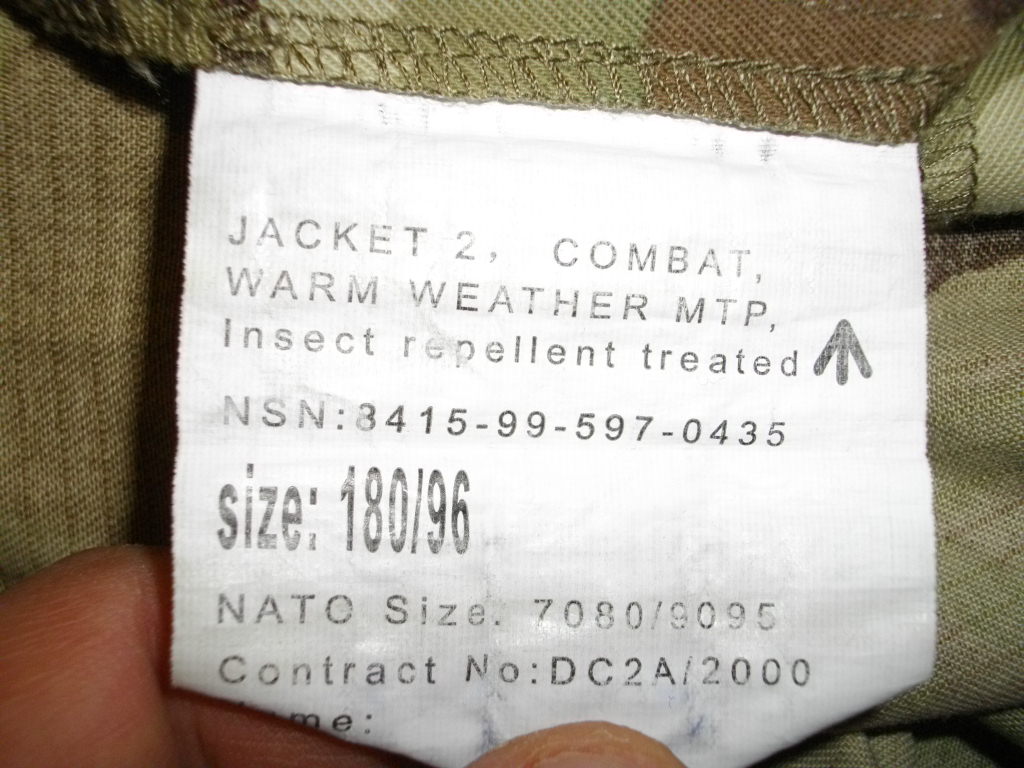 JACKET 2, COMBAT,
WARM WEATHER MTP,
Insect repellent treated
NSN:8415-99-597-0435
size: 180/96
NATO Size. 7080/9095
Contract No:DC2A/2000